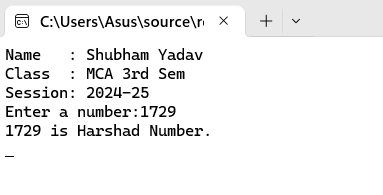 C:\Users\Asus\source\r
Name   : Shubham Yadav
Class  : MCA 3rd Sem
Session: 2024-25
Enter a number:1729
1729 is Harshad Number.
_